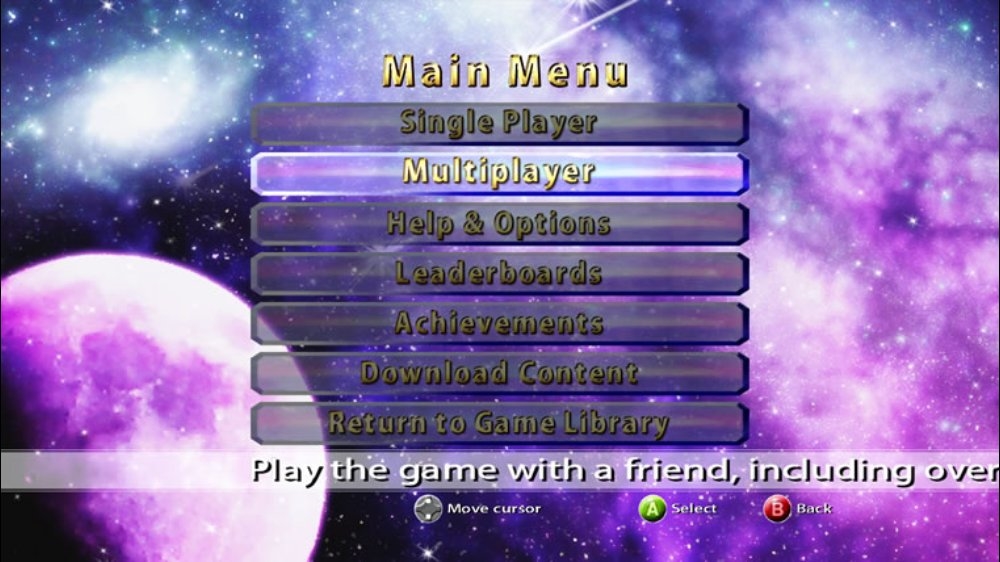 Main Menu
Single Player
Multiplayer
Help & Options
Leaderboards
Achievements
Download Content
Return to Game Library
Play the game with a friend, including over
Move cursor
A Select
B Back